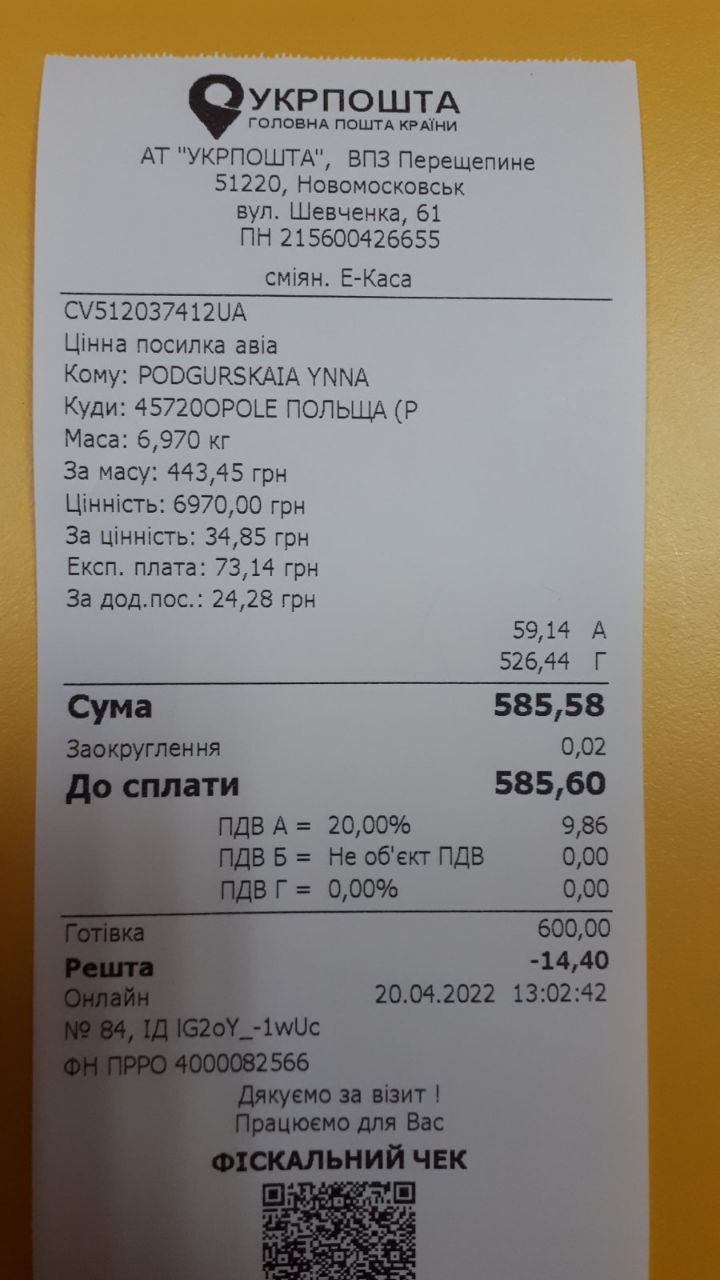 УКРПОШТА
ГОЛОВНА ПОШТА КРАЇНИ
АТ "УКРПОШТА", ВПЗ Перещепине
51220, Новомосковськ
вул. Шевченка, 61
ПН 215600426655
сміян. Е-Каса
CV512037412UA
Цінна посилка авіа
Кому: PODGURSKAIA YNNA
Куди: 45720OPOLE ПОЛЬЩА (Р
Маса: 6,970 кг
За масу: 443,45 грн
Цінність: 6970,00 грн
За цінність: 34,85 грн
Експ. плата: 73,14 грн
За дод.пос.: 24,28 грн
59,14 А
526,44 Г
Сума 585,58
Заокруглення 0,02
До сплати 585,60
ПДВ А = 20,00% 9,86
ПДВ Б = Не об'єкт ПДВ 0,00
ПДВ Г = 0,00% 0,00
Готівка 600,00
Решта -14,40
Онлайн 20.04.2022 13:02:42
№ 84, ІД lG2oY_-1wUc
ФН ПРРО 4000082566
Дякуємо за візит !
Працюємо для Вас
ФІСКАЛЬНИЙ ЧЕК